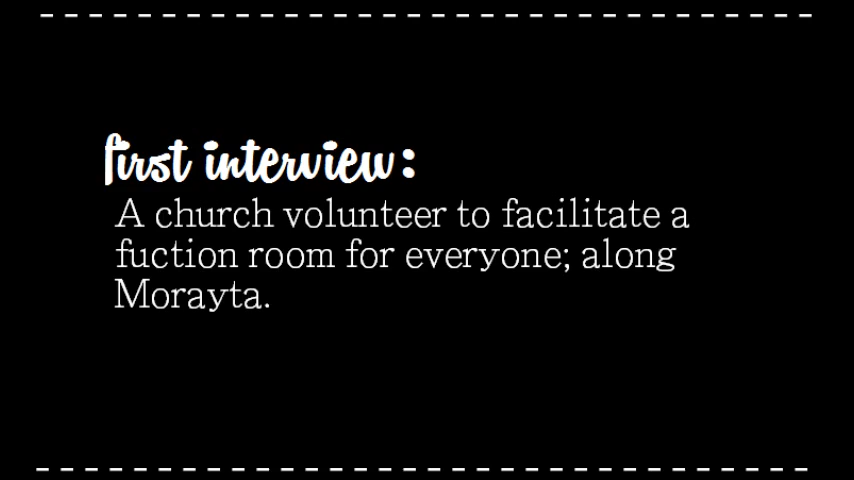 first interview:
A church volunteer to facilitate a
fuction room for everyone; along
Morayta.